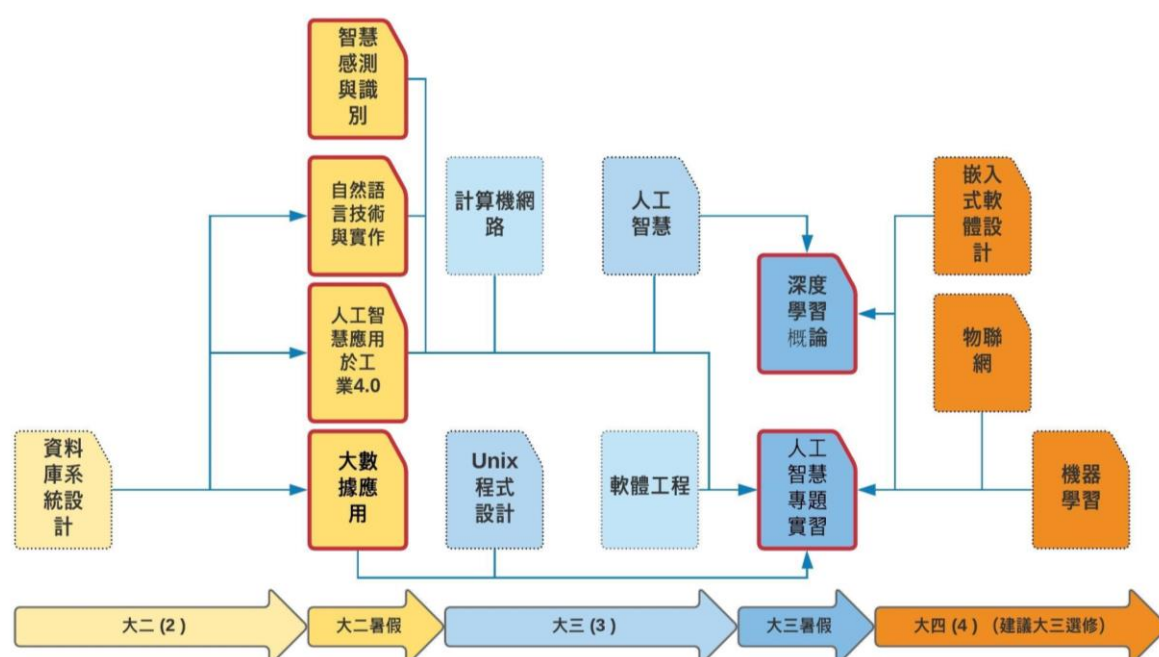 智慧
感測
與識
別
自然語
言技術
與實作
人工智
慧應用
於工
業4.0
資料
庫系
統設
計
大數
據應
用
計算機網
路
Unix
程式
設計
人工
智慧
軟體工程
深度
學習
概論
人工
智慧
專題
實習
嵌入
式軟
體設
計
物聯
網
機器
學習
大二 (2)
大二暑假
大三 (3)
大三暑假
大四 (4) （建議大三選修）